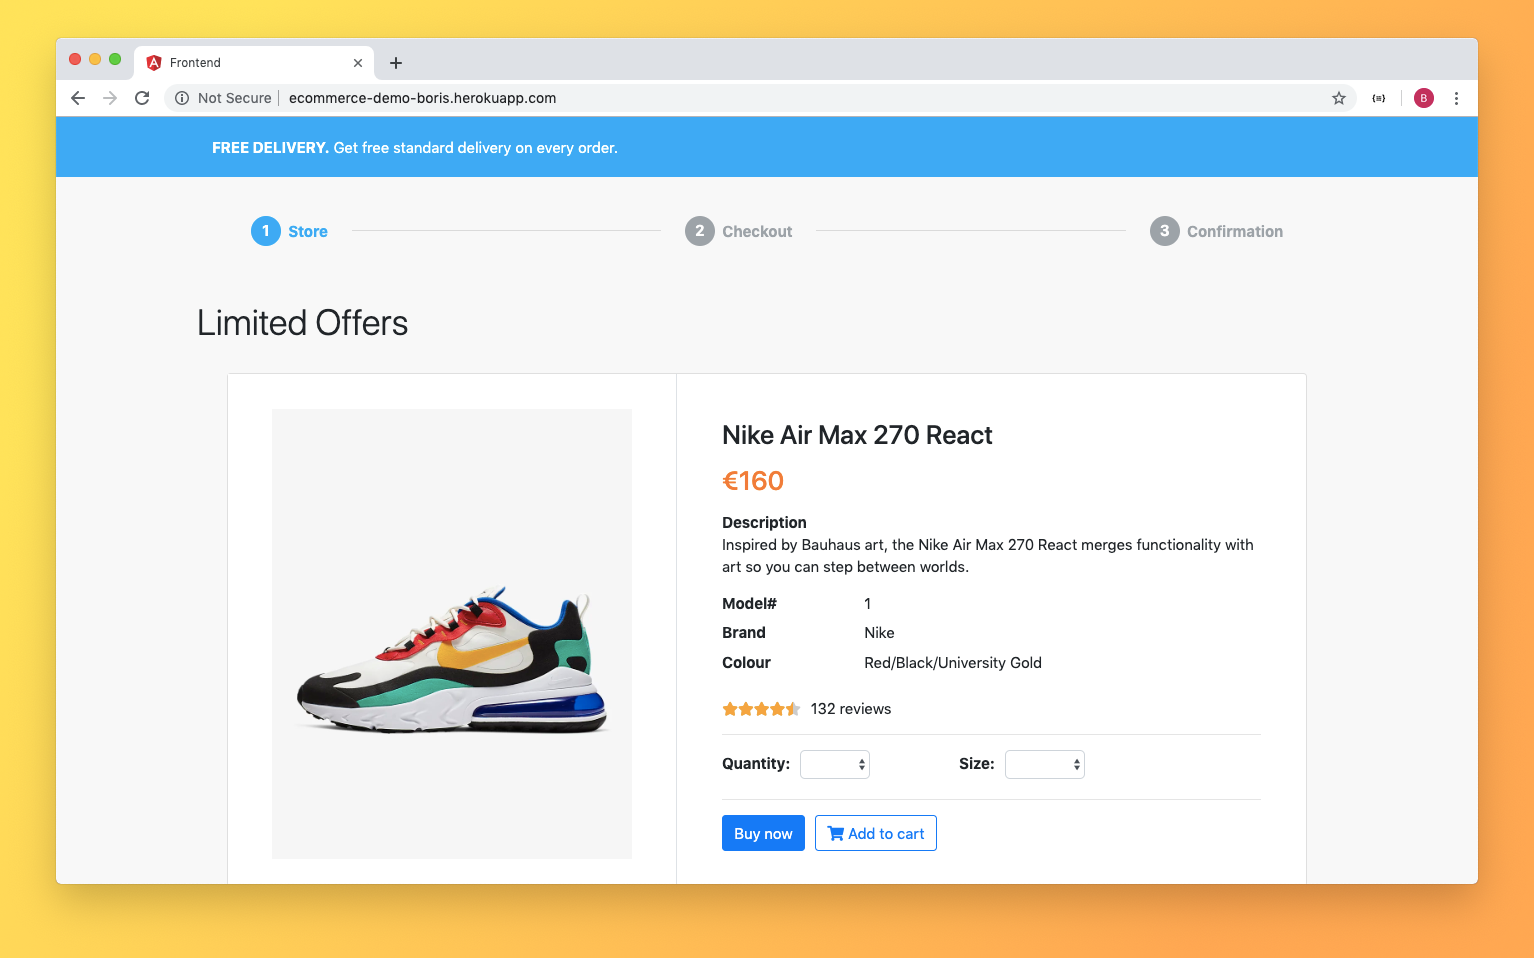 Frontend
Not Secure
ecommerce-demo-boris.herokuapp.com
B
FREE DELIVERY. Get free standard delivery on every order.
1 Store
2 Checkout
3 Confirmation
Limited Offers
Nike Air Max 270 React
€160
Description
Inspired by Bauhaus art, the Nike Air Max 270 React merges functionality with
art so you can step between worlds.
Model# 1
Brand Nike
Colour Red/Black/University Gold
132 reviews
Quantity: Size:
Buy now Add to cart